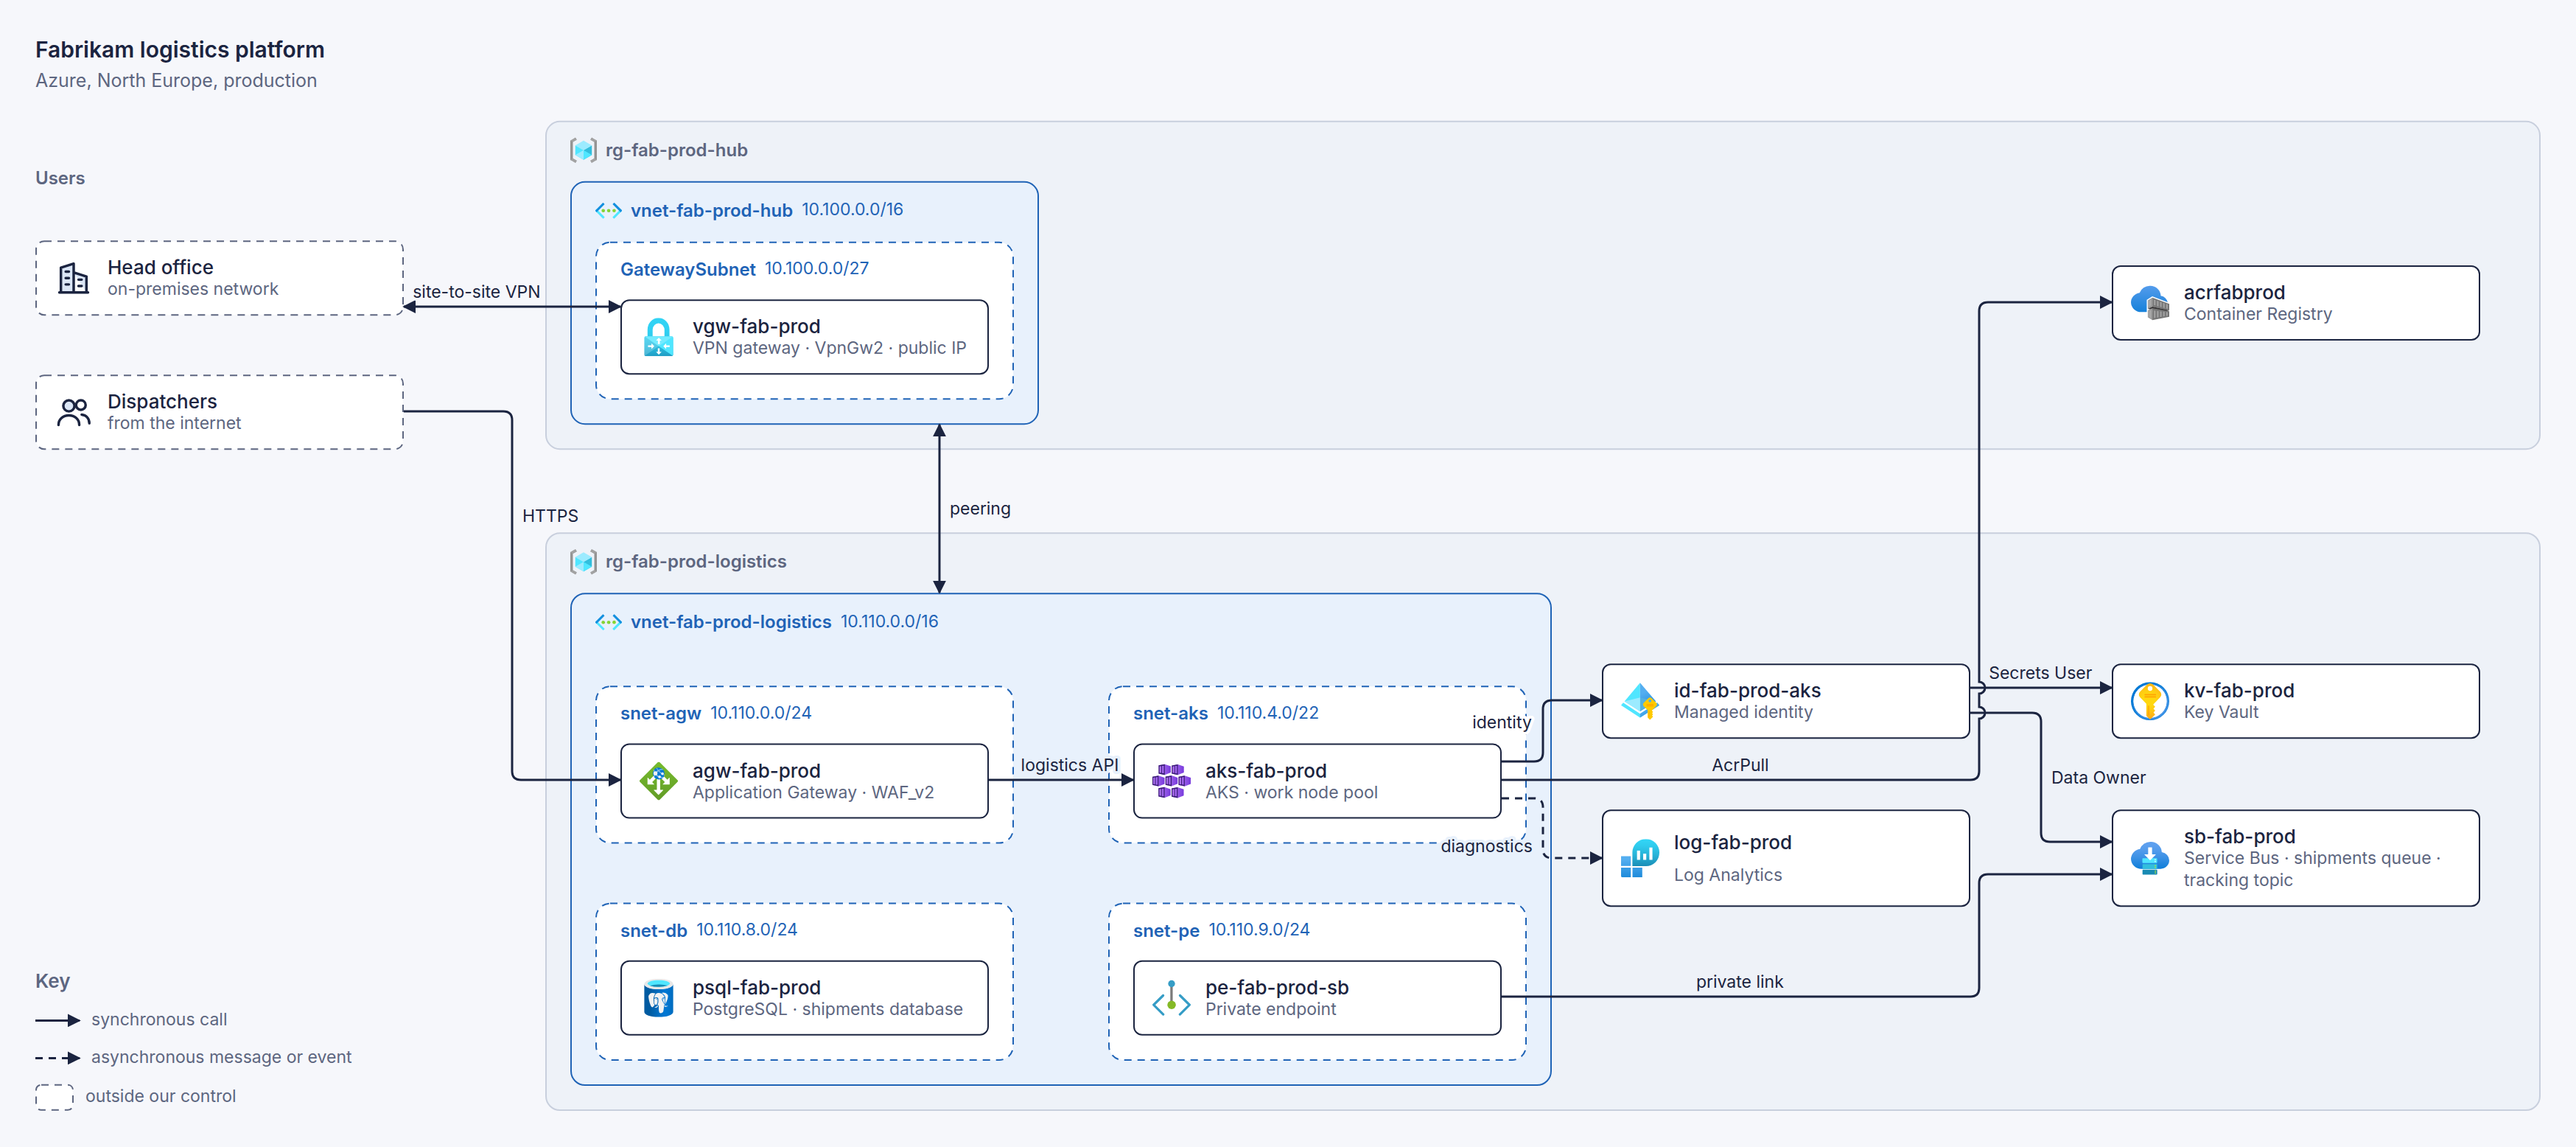 Fabrikam logistics platform
Azure, North Europe, production
Users
Head office
on-premises network
Dispatchers
from the internet
site-to-site VPN
HTTPS
rg-fab-prod-hub
vnet-fab-prod-hub 10.100.0.0/16
GatewaySubnet 10.100.0.0/27
vgw-fab-prod
VPN gateway · VpnGw2 · public IP
acrfabprod
Container Registry
peering
rg-fab-prod-logistics
vnet-fab-prod-logistics 10.110.0.0/16
snet-agw 10.110.0.0/24
agw-fab-prod
Application Gateway · WAF_v2
logistics API
snet-aks 10.110.4.0/22
aks-fab-prod
AKS · work node pool
identity
diagnostics
id-fab-prod-aks
Managed identity
AcrPull
log-fab-prod
Log Analytics
Secrets User
kv-fab-prod
Key Vault
Data Owner
sb-fab-prod
Service Bus · shipments queue ·
tracking topic
snet-db 10.110.8.0/24
psql-fab-prod
PostgreSQL · shipments database
snet-pe 10.110.9.0/24
pe-fab-prod-sb
Private endpoint
private link
Key
synchronous call
asynchronous message or event
outside our control